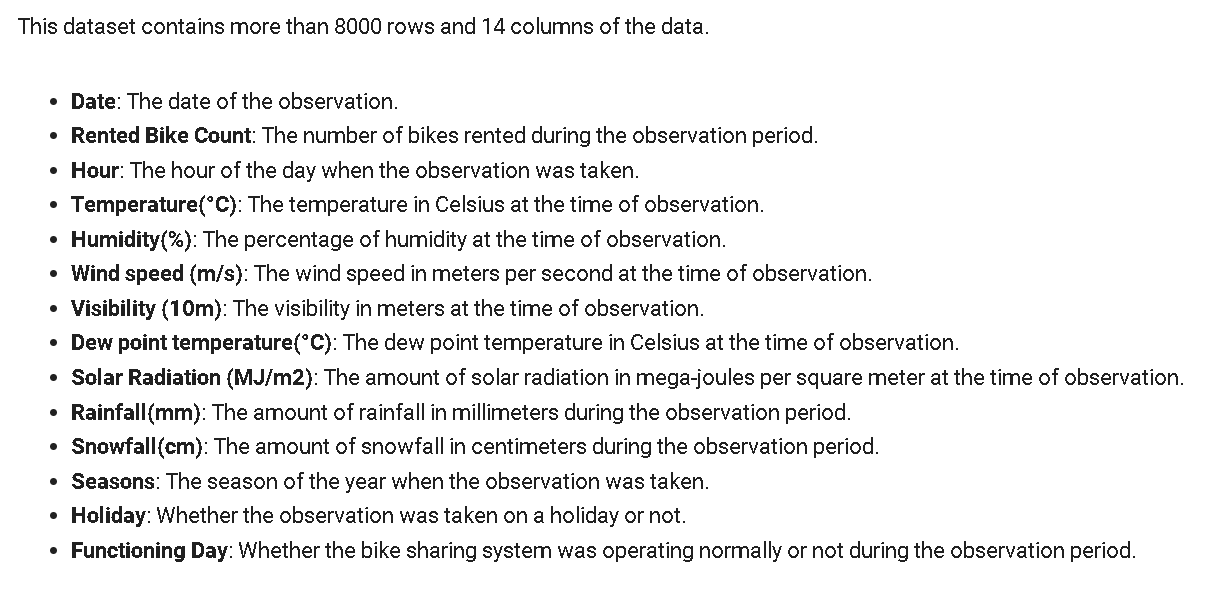 This dataset contains more than 8000 rows and 14 columns of the data.
• Date: The date of the observation.
• Rented Bike Count: The number of bikes rented during the observation period.
• Hour: The hour of the day when the observation was taken.
• Temperature(°C): The temperature in Celsius at the time of observation.
• Humidity(%): The percentage of humidity at the time of observation.
• Wind speed (m/s): The wind speed in meters per second at the time of observation.
• Visibility (10m): The visibility in meters at the time of observation.
• Dew point temperature(°C): The dew point temperature in Celsius at the time of observation.
• Solar Radiation (MJ/m2): The amount of solar radiation in mega-joules per square meter at the time of observation.
• Rainfall(mm): The amount of rainfall in millimeters during the observation period.
• Snowfall(cm): The amount of snowfall in centimeters during the observation period.
• Seasons: The season of the year when the observation was taken.
• Holiday: Whether the observation was taken on a holiday or not.
• Functioning Day: Whether the bike sharing system was operating normally or not during the observation period.